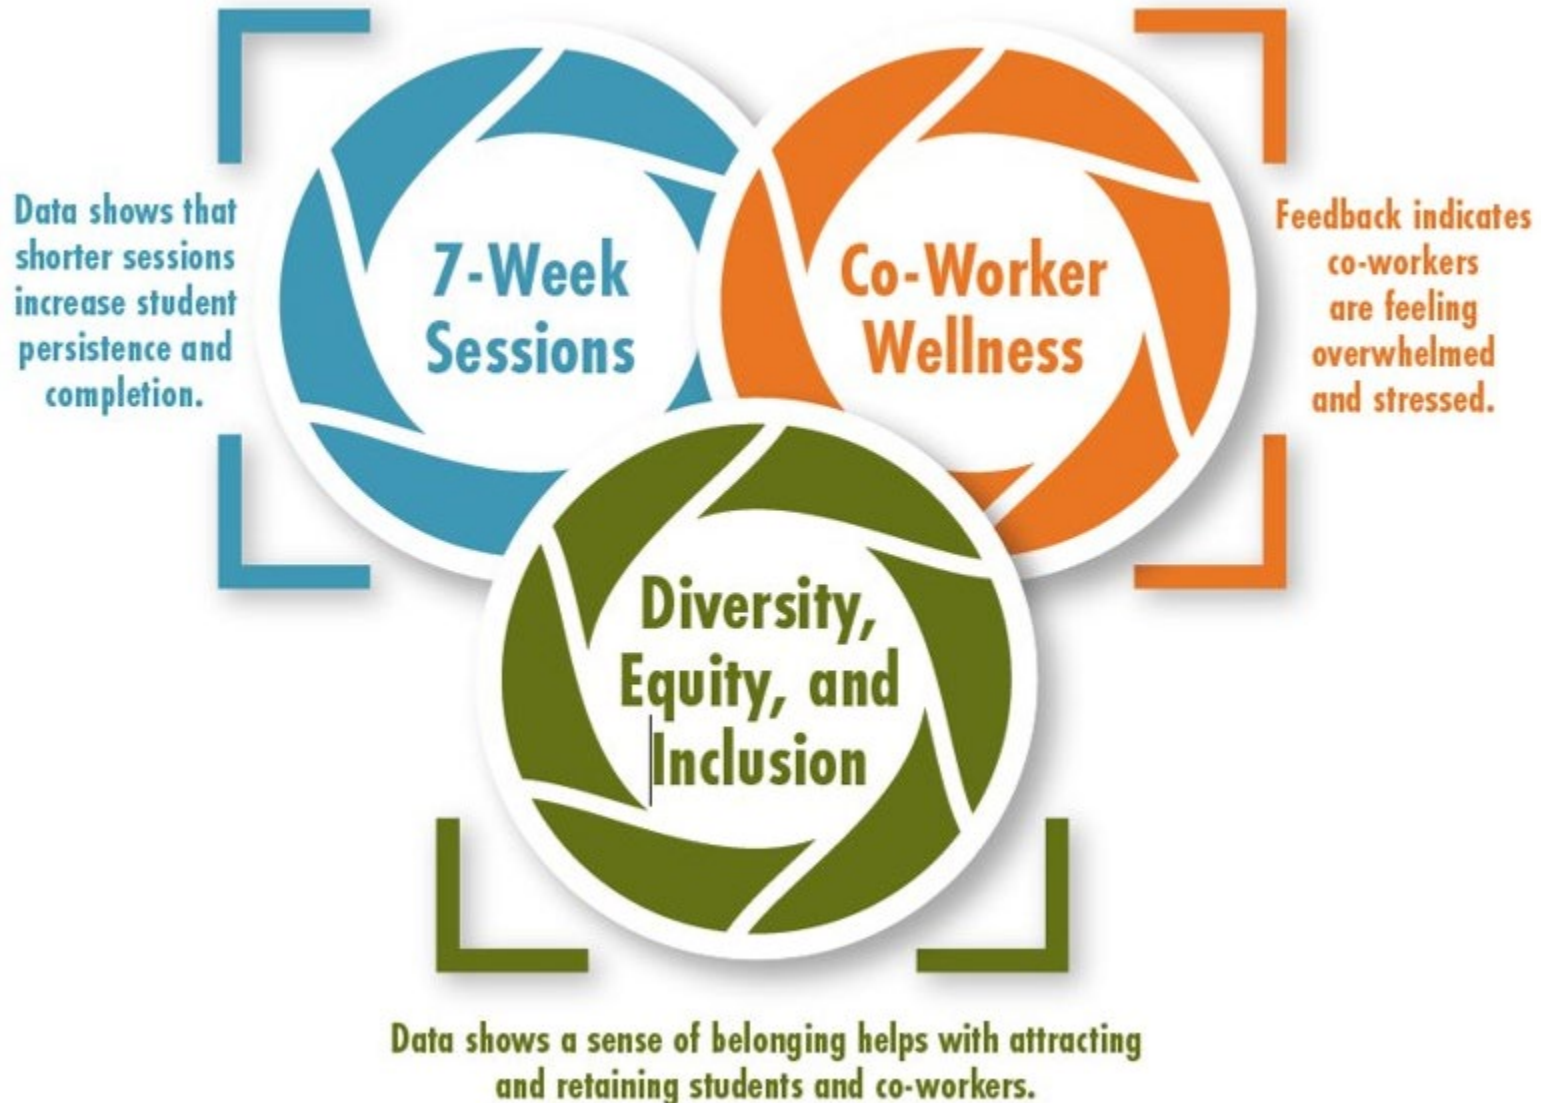 Data shows that
shorter sessions
increase student
persistence and
completion.
7-Week
Sessions
Co-Worker
Wellness
Feedback indicates
co-workers
are feeling
overwhelmed
and stressed.
Diversity,
Equity, and
Inclusion
Data shows a sense of belonging helps with attracting
and retaining students and co-workers.